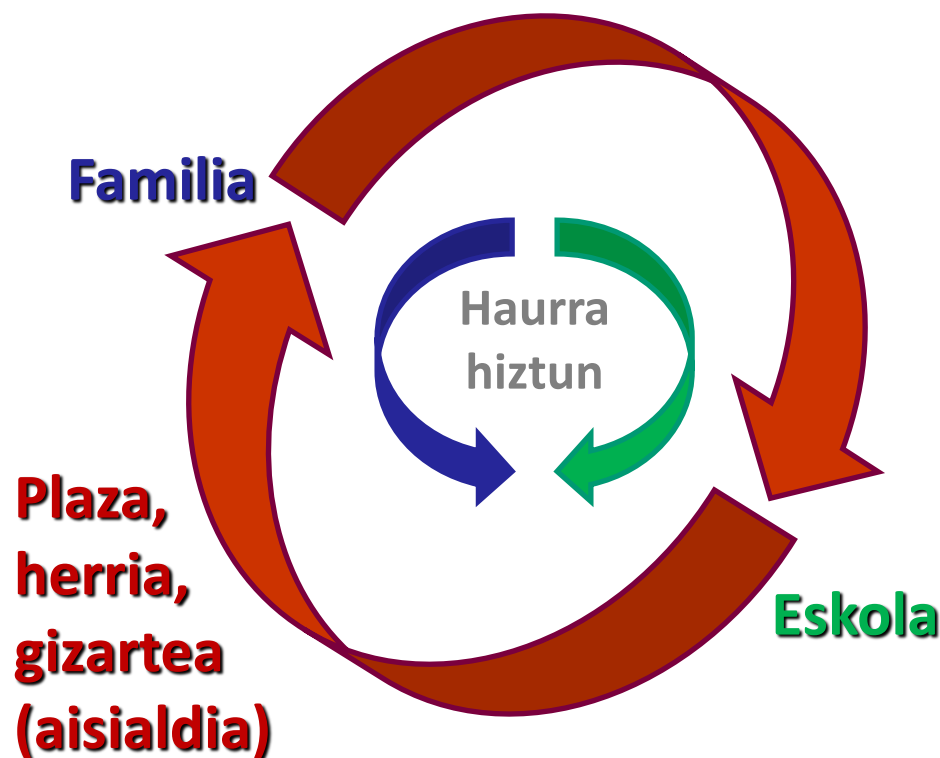 Familia
Haurra
hiztun
Plaza,
herria,
gizartea
(aisialdia)
Eskola